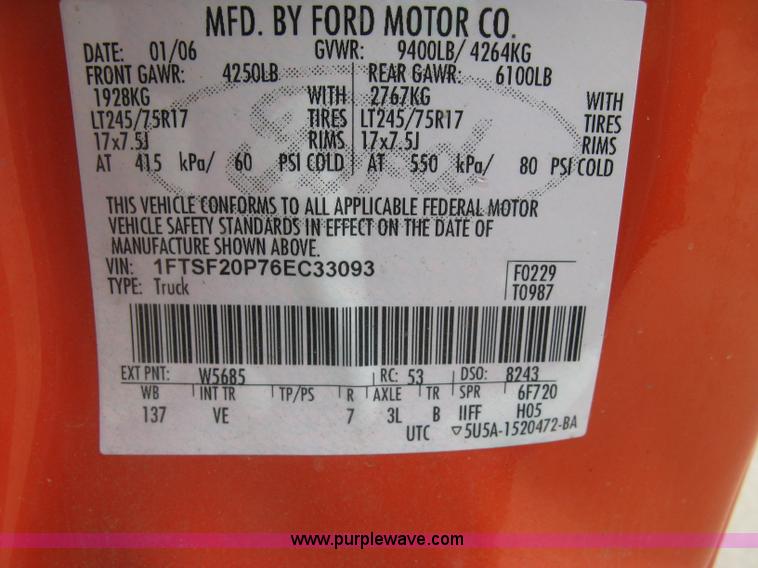 MFD. BY FORD MOTOR CO.
DATE: 01/06 GVWR: 9400LB/ 4264KG
FRONT GAWR: 4250LB REAR GAWR: 6100LB
1928KG WITH 2767KG WITH
LT245/75R17 TIRES LT245/75R17 TIRES
17x7.5J RIMS 17x7.5J RIMS
AT 415 kPa/ 60 PSI COLD AT 550 kPa/ 80 PSI COLD
THIS VEHICLE CONFORMS TO ALL APPLICABLE FEDERAL MOTOR
VEHICLE SAFETY STANDARDS IN EFFECT ON THE DATE OF
MANUFACTURE SHOWN ABOVE.
VIN: 1FTSF20P76EC33093 F0229
TYPE: Truck T0987
EXT PNT: W5685 RC: 53 DSO: 8243
WB INT TR TP/PS R AXLE TR SPR 6F720
137 VE 7 3L B IIFF H05
UTC ▽5U5A-1520472-BA
Ford
www.purplewave.com